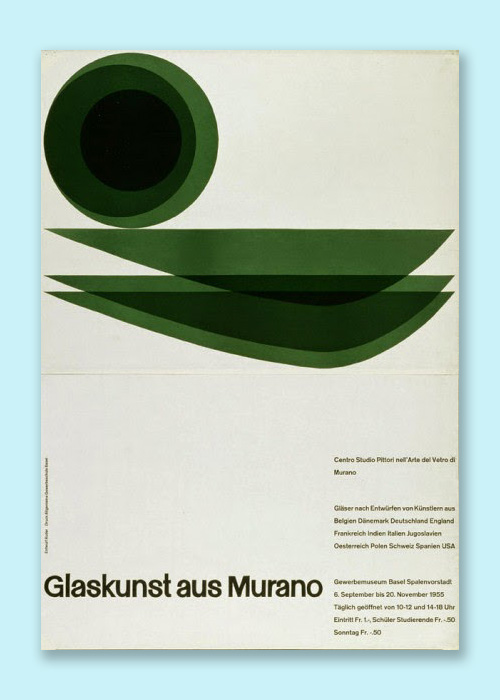 Centro Studio Pittori nell'Arte del Vetro di
Murano
Gläser nach Entwürfen von Künstlern aus
Belgien Dänemark Deutschland England
Frankreich Indien Italien Jugoslavien
Oesterreich Polen Schweiz Spanien USA
Glaskunst aus Murano
Gewerbemuseum Basel Spalenvorstadt
6. September bis 20. November 1955
Täglich geöffnet von 10-12 und 14-18 Uhr
Eintritt Fr. 1.-, Schüler Studierende Fr. -.50
Sonntag Fr. -.50